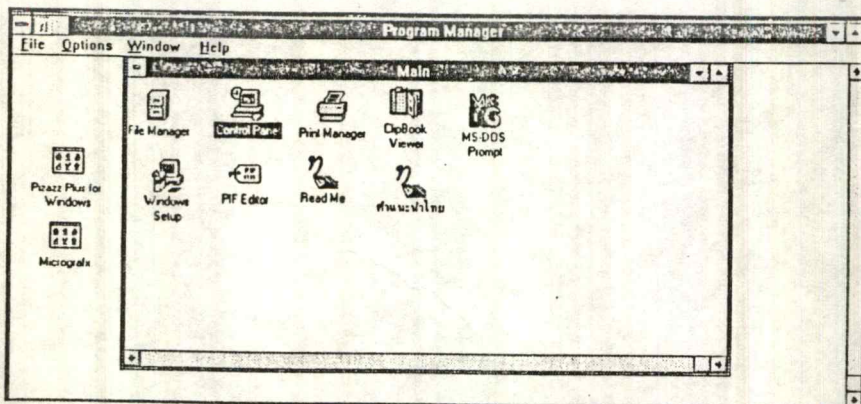 Program Manager
File Options Window Help
Main
File Manager
Control Panel
Print Manager
ClipBook
Viewer
MS-DOS
Prompt
Pizazz Plus for
Windows
Windows
Setup
PIF Editor
Read Me
คำแนะนำไทย
Micrografx